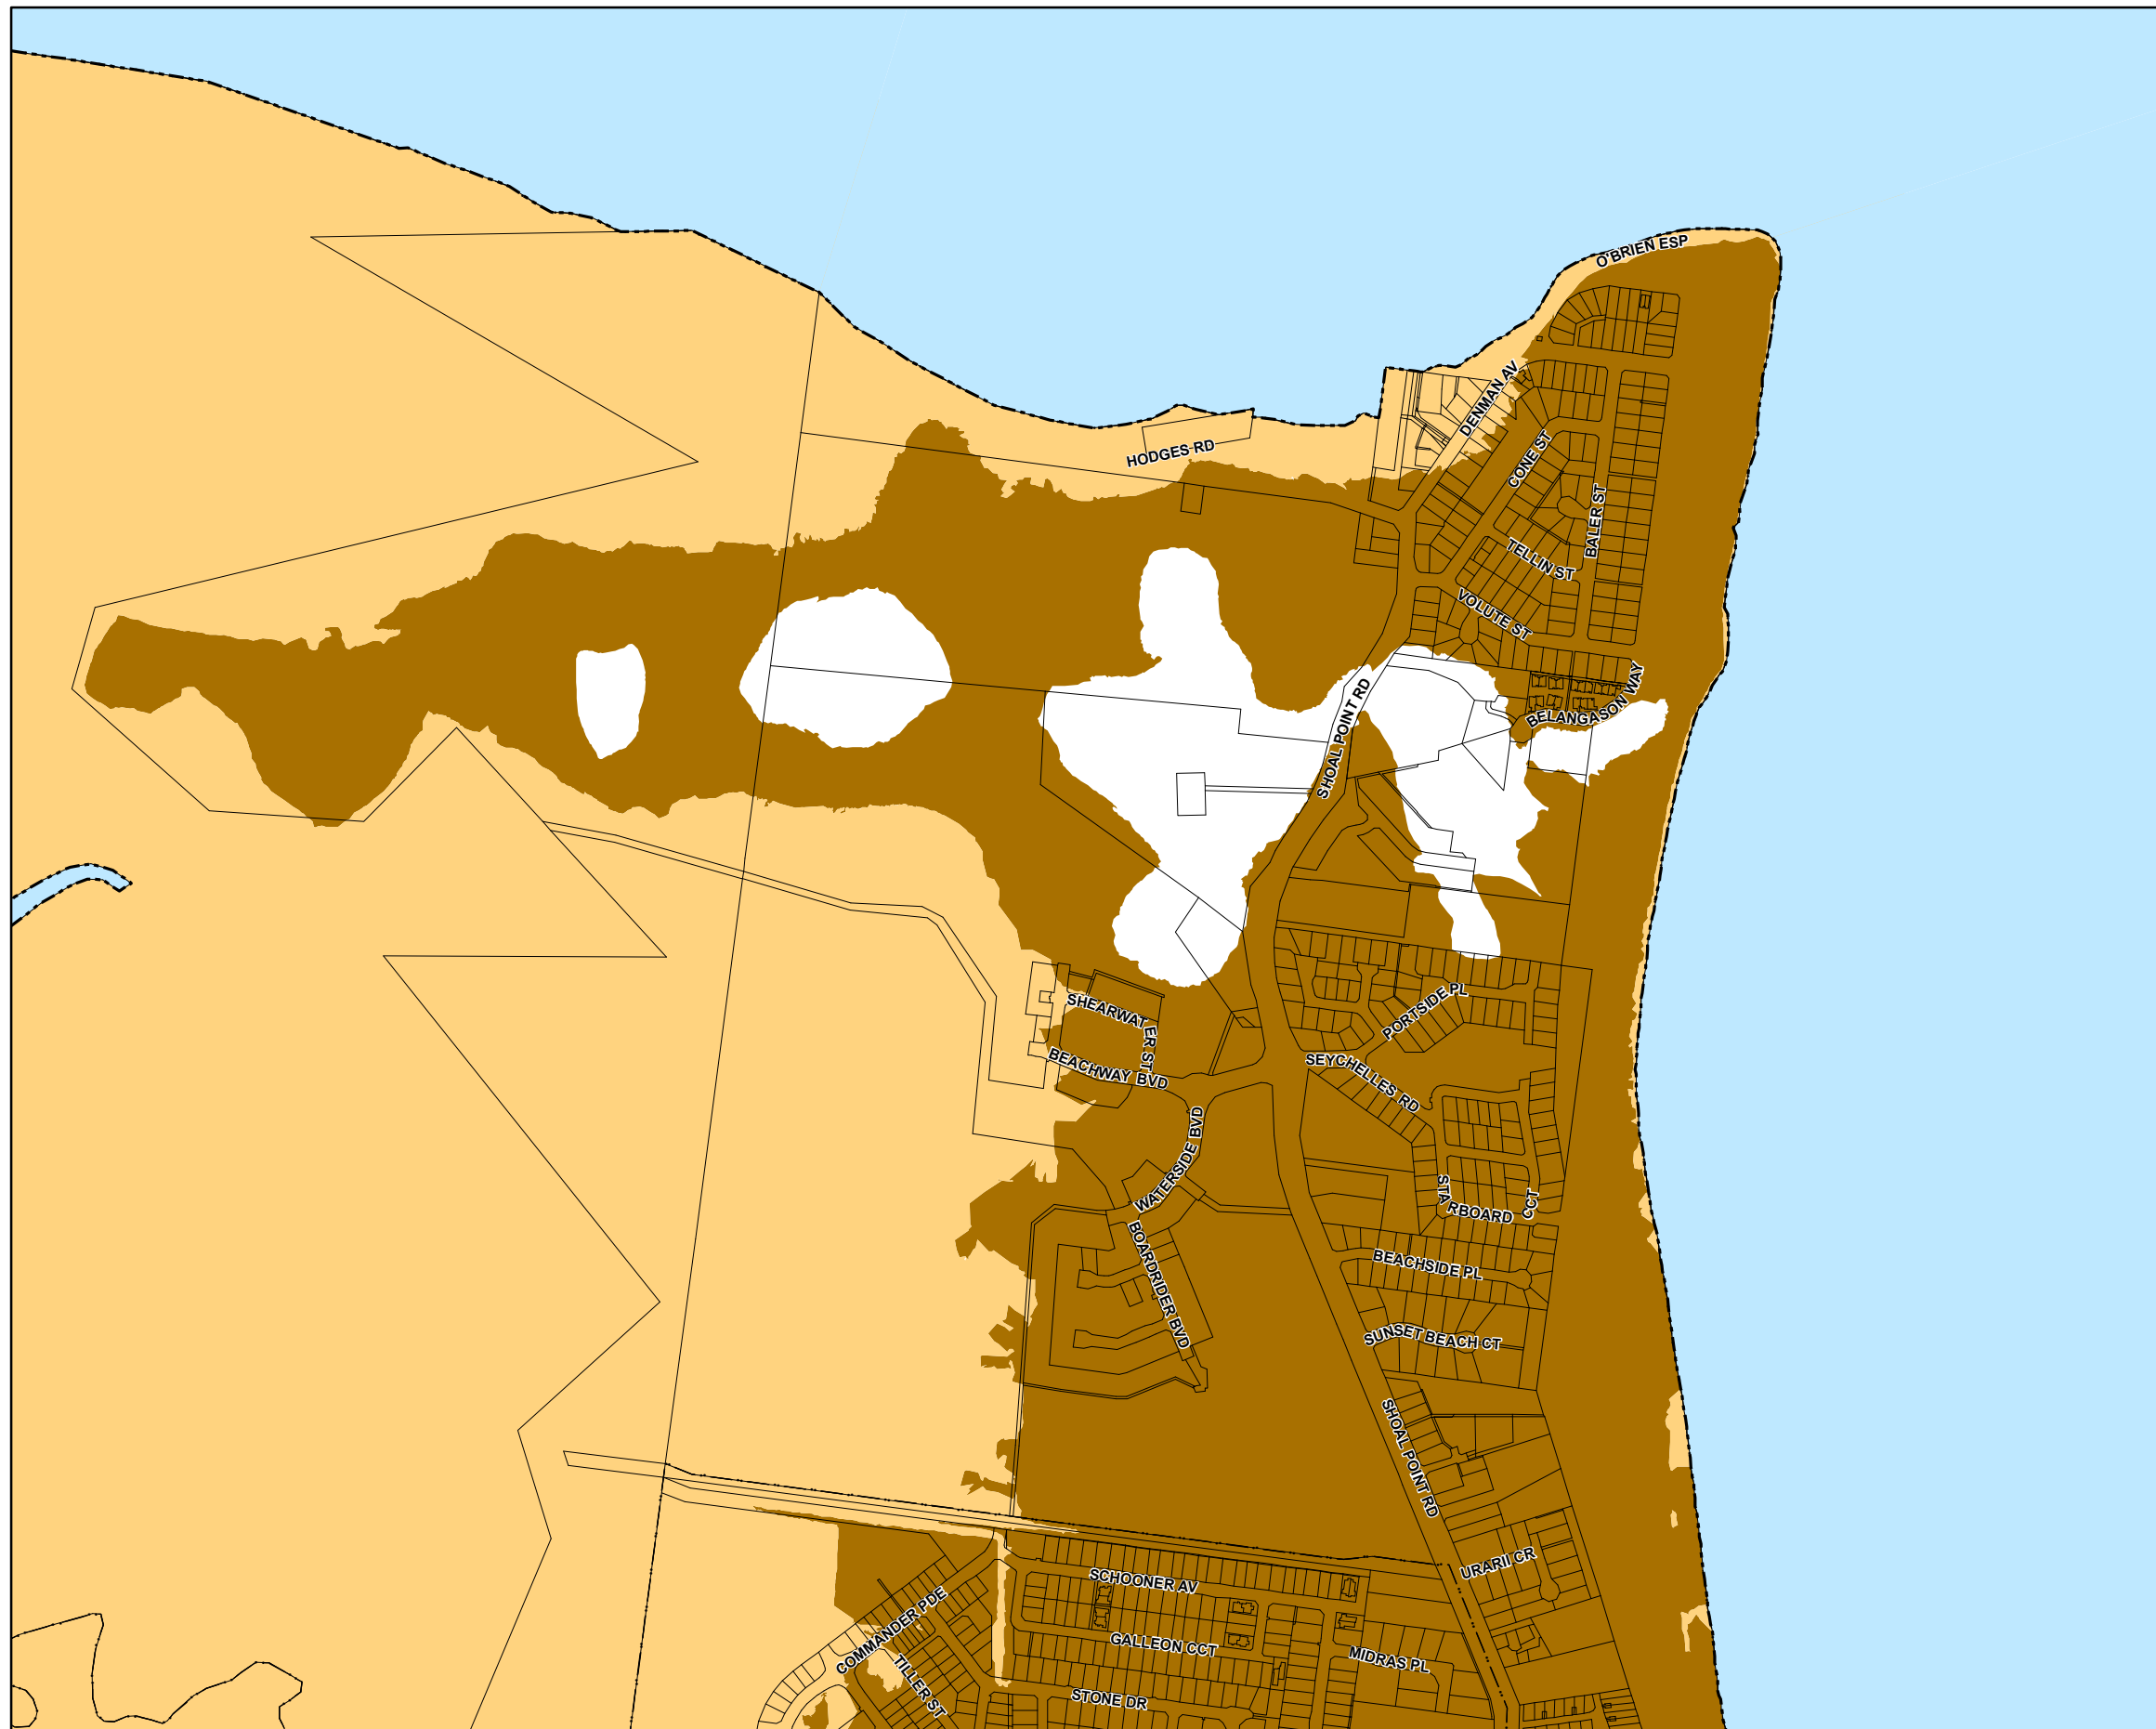 O'BRIEN ESP
DENMAN AV
HODGES RD
CONE ST
BALER ST
TELLIN ST
VOLUTE ST
BELANGASON WAY
SHOAL POINT RD
SHEARWATER ST
PORTSIDE PL
BEACHWAY BVD
SEYCHELLES RD
WATERSIDE BVD
STARBOARD CCT
BOARDRIDER BVD
BEACHSIDE PL
SUNSET BEACH CT
SHOAL POINT RD
URARII CR
SCHOONER AV
COMMANDER PDE
GALLEON CCT
MIDRAS PL
TILLER ST
STONE DR